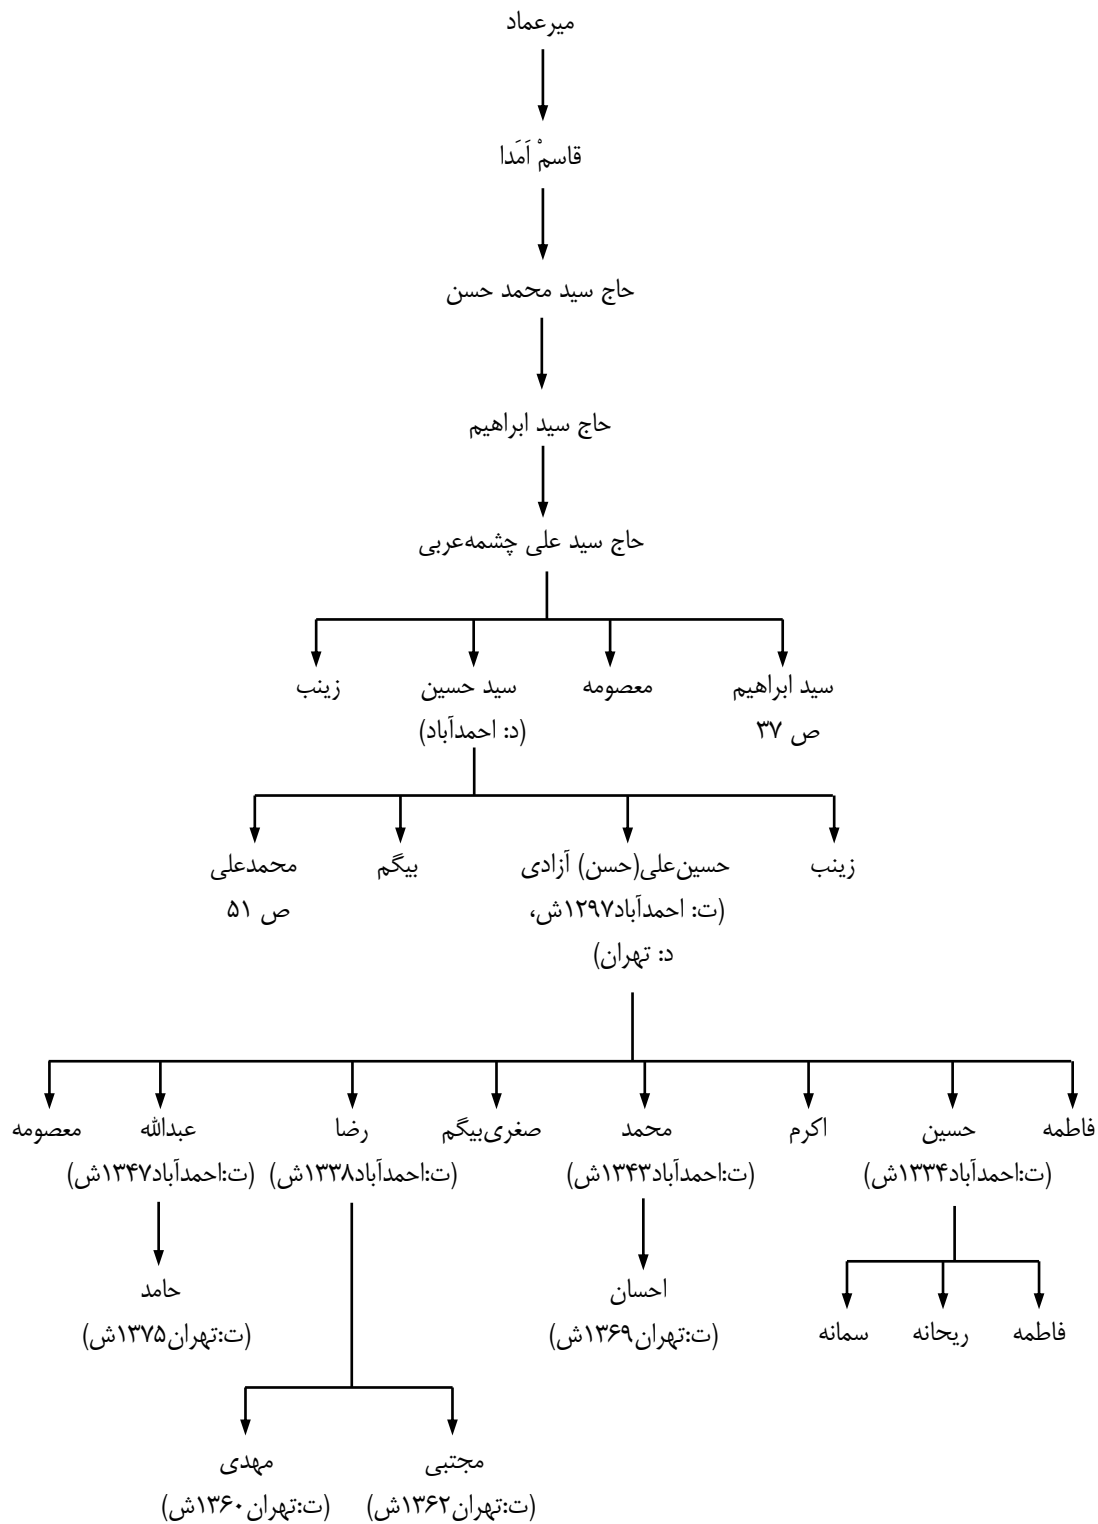 میرعماد
قاسمْ آمَدا
حاج سید محمد حسن
حاج سید ابراهیم
حاج سید علی چشمه‌عربی
سید ابراهیم معصومه سید حسین زینب
ص ۳۷ (د: احمدآباد)
زینب حسین‌علی(حسن) آزادی بیگم محمدعلی
(ت: احمدآباد۱۲۹۷ش، ص ۵۱
د: تهران)
فاطمه حسین اکرم محمد صغری‌بیگم رضا عبدالله معصومه
(ت:احمدآباد۱۳۳۴ش) (ت:احمدآباد۱۳۴۳ش) (ت:احمدآباد۱۳۳۸ش) (ت:احمدآباد۱۳۴۷ش)
احسان حامد
فاطمه ریحانه سمانه (ت:تهران۱۳۶۹ش) (ت:تهران۱۳۷۵ش)
مجتبی مهدی
(ت:تهران۱۳۶۲ش) (ت:تهران۱۳۶۰ش)